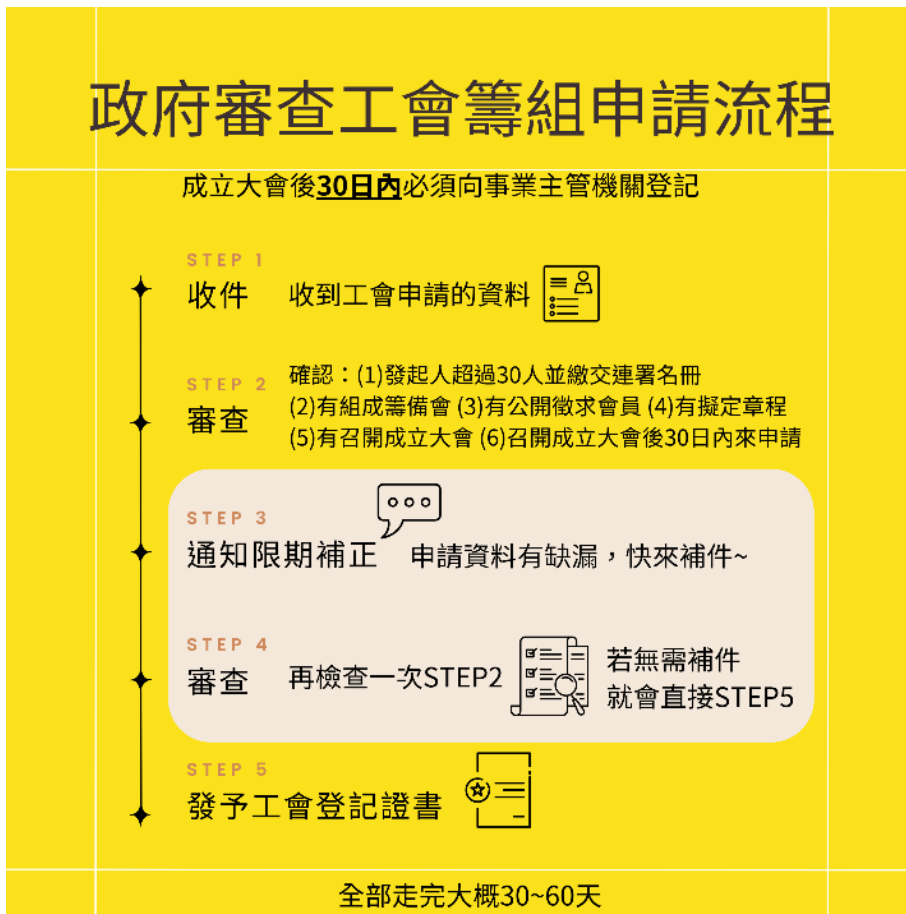 政府審查工會籌組申請流程
成立大會後30日內必須向事業主管機關登記
STEP 1
收件
收到工會申請的資料
STEP 2
審查
確認：(1)發起人超過30人並繳交連署名冊
(2)有組成籌備會 (3)有公開徵求會員 (4)有擬定章程
(5)有召開成立大會 (6)召開成立大會後30日內來申請
STEP 3
通知限期補正
申請資料有缺漏，快來補件~
STEP 4
審查
再檢查一次STEP2
若無需補件
就會直接STEP5
STEP 5
發予工會登記證書
全部走完大概30~60天